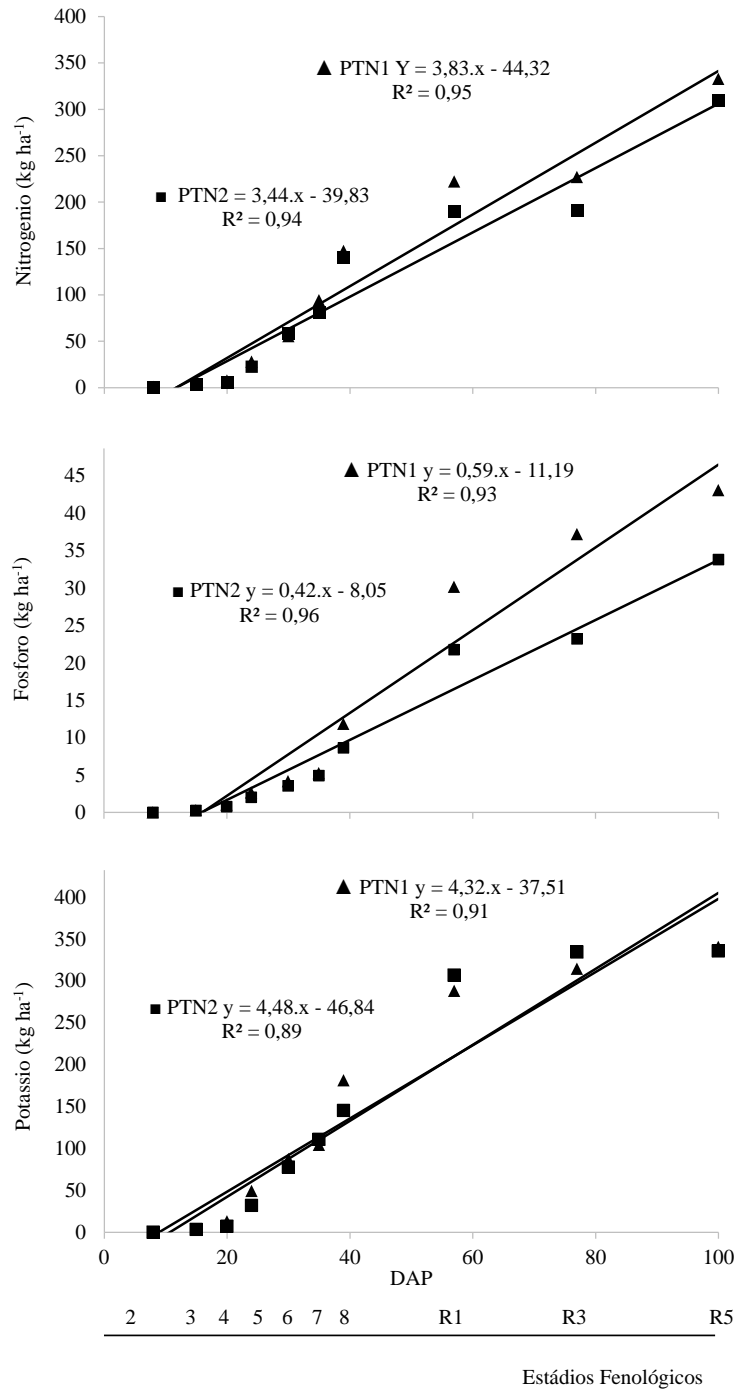 400
350
300
250
200
150
100
50
0
Nitrogenio (kg ha⁻¹)
▲ PTN1 Y = 3,83.x - 44,32
R² = 0,95
■ PTN2 = 3,44.x - 39,83
R² = 0,94
45
40
35
30
25
20
15
10
5
0
Fosforo (kg ha⁻¹)
▲ PTN1 y = 0,59.x - 11,19
R² = 0,93
■ PTN2 y = 0,42.x - 8,05
R² = 0,96
400
350
300
250
200
150
100
50
0
Potassio (kg ha⁻¹)
▲ PTN1 y = 4,32.x - 37,51
R² = 0,91
■ PTN2 y = 4,48.x - 46,84
R² = 0,89
0 20 40 60 80 100
DAP
2 3 4 5 6 7 8 R1 R3 R5
Estádios Fenológicos